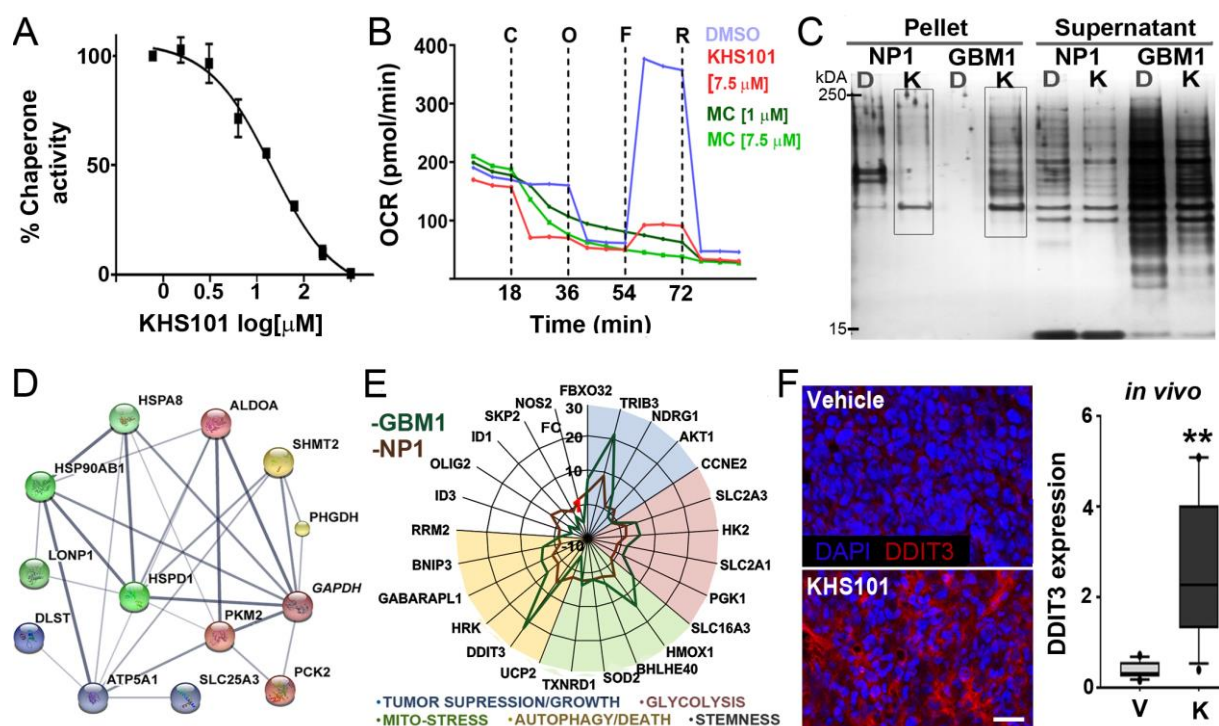 A
% Chaperone
activity
100
50
0
0 0.5 1 2
KHS101 log[µM]
B
OCR (pmol/min)
400
300
200
100
C O F R
DMSO
KHS101
[7.5 µM]
MC [1 µM]
MC [7.5 µM]
18 36 54 72
Time (min)
C
Pellet Supernatant
NP1 GBM1 NP1 GBM1
kDA D K D K D K D K
250
15
D
HSPA8
ALDOA
SHMT2
HSP90AB1
PHGDH
LONP1
HSPD1
GAPDH
DLST
PKM2
ATP5A1
SLC25A3
PCK2
E
-GBM1
-NP1
FC
30
20
10
-10
FBXO32
TRIB3
NDRG1
AKT1
CCNE2
SLC2A3
HK2
SLC2A1
PGK1
SLC16A3
HMOX1
BHLHE40
SOD2
TXNRD1
UCP2
DDIT3
HRK
GABARAPL1
BNIP3
RRM2
ID3
OLIG2
ID1
SKP2
NOS2
•TUMOR SUPRESSION/GROWTH •GLYCOLYSIS
•MITO-STRESS •AUTOPHAGY/DEATH •STEMNESS
F
Vehicle
DAPI DDIT3
KHS101
in vivo
**
DDIT3 expression
6
4
2
0
V K